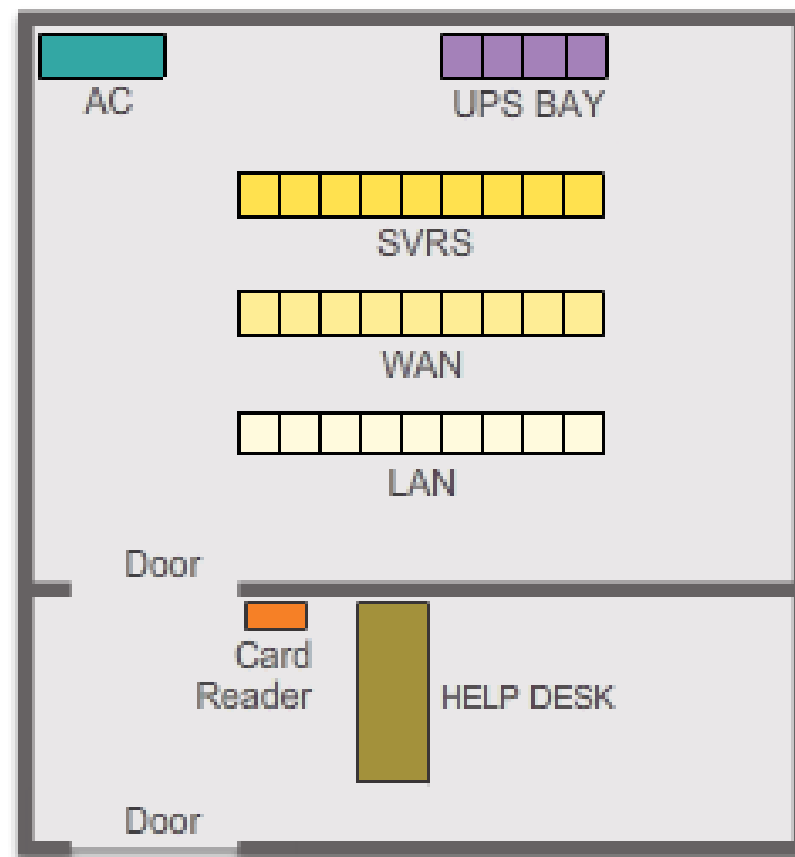 AC
UPS BAY
SVRS
WAN
LAN
Door
Card
Reader
HELP DESK
Door